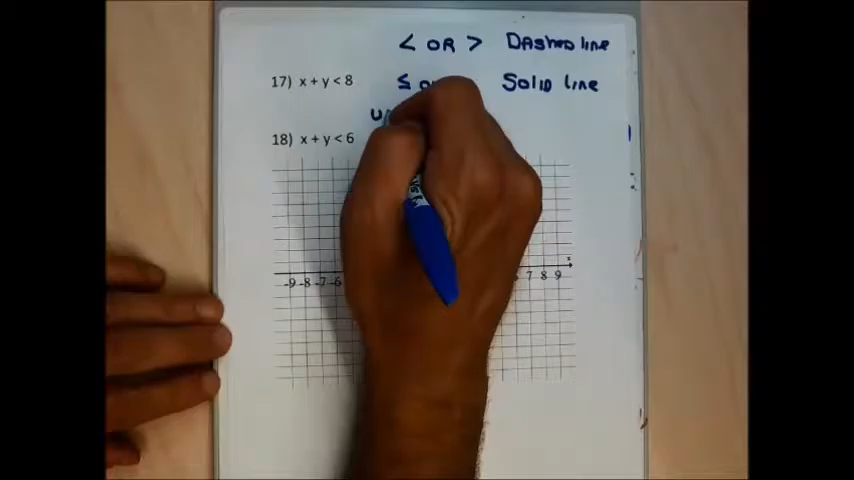 < OR > DASHED line
17) x + y < 8 ≤ Solid line
18) x + y < 6
-9 -8 -7 -6 7 8 9
x